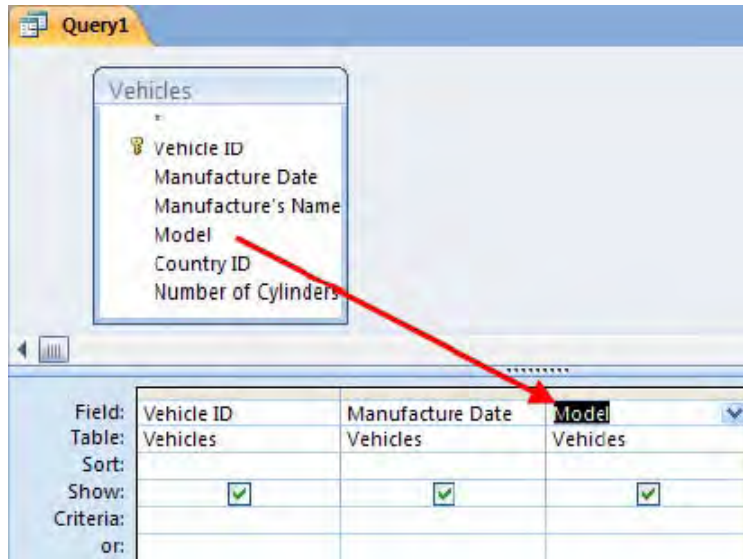 Query1
Vehicles
*
Vehicle ID
Manufacture Date
Manufacture's Name
Model
Country ID
Number of Cylinders
Field: Vehicle ID Manufacture Date Model
Table: Vehicles Vehicles Vehicles
Sort:
Show:
Criteria:
or: